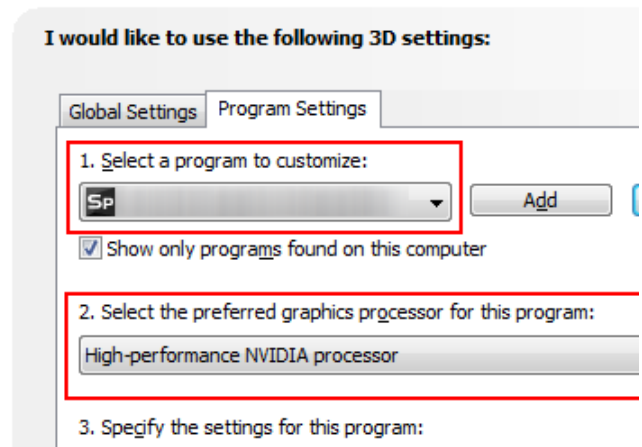 I would like to use the following 3D settings:
Global Settings
Program Settings
1. Select a program to customize:
SP
Add
Show only programs found on this computer
2. Select the preferred graphics processor for this program:
High-performance NVIDIA processor
3. Specify the settings for this program: